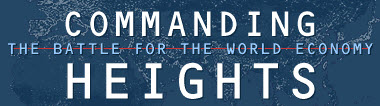 COMMANDING
THE BATTLE FOR THE WORLD ECONOMY
HEIGHTS